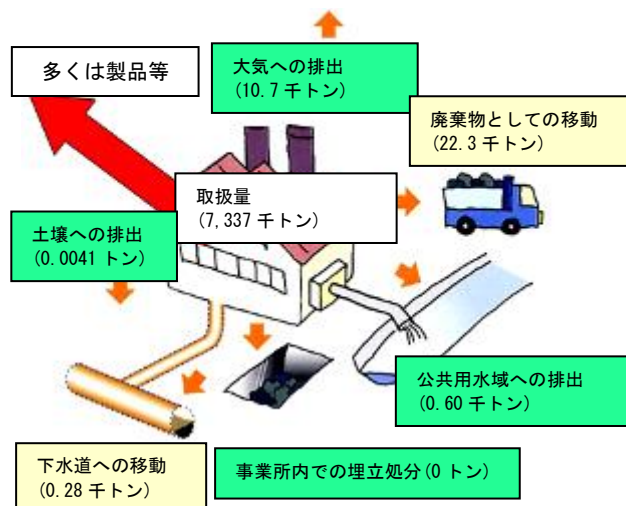 多くは製品等
大気への排出
(10.7 千トン)
廃棄物としての移動
(22.3 千トン)
取扱量
(7,337 千トン)
土壌への排出
(0.0041 トン)
公共用水域への排出
(0.60 千トン)
下水道への移動
(0.28 千トン)
事業所内での埋立処分(0 トン)